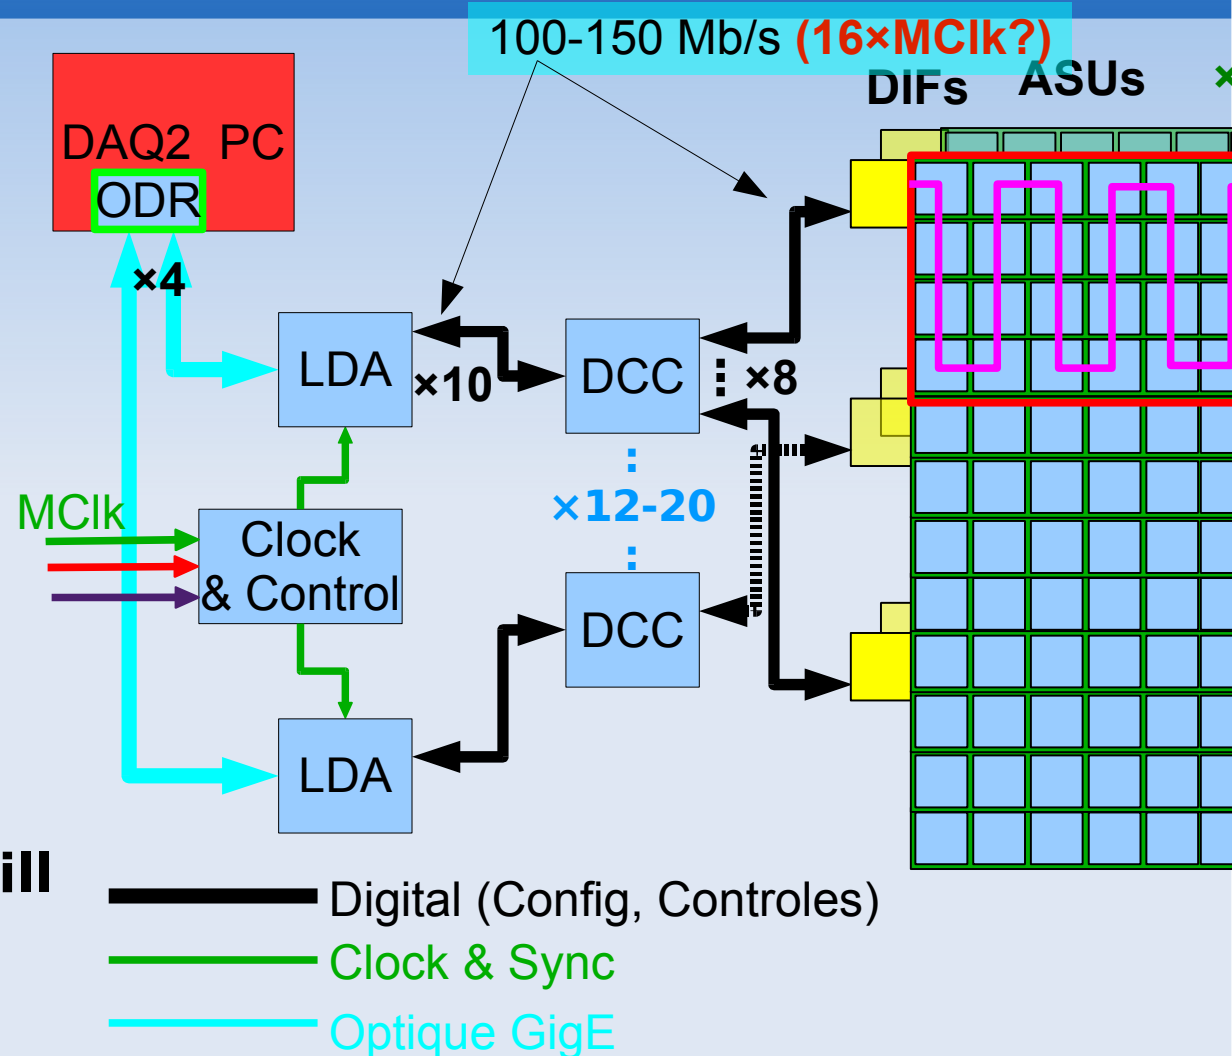 100-150 Mb/s (16×MClk?)
DIFs ASUs ×
DAQ2 PC
ODR
×4
LDA
×10
DCC
⋮ ×8
×12-20
MClk
Clock
& Control
DCC
LDA
ill
Digital (Config, Controles)
Clock & Sync
Optique GigE